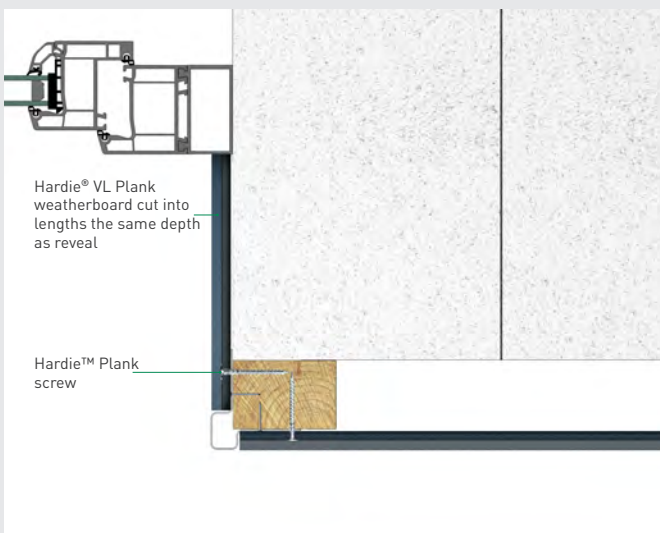 Hardie® VL Plank
weatherboard cut into
lengths the same depth
as reveal
Hardie™ Plank
screw